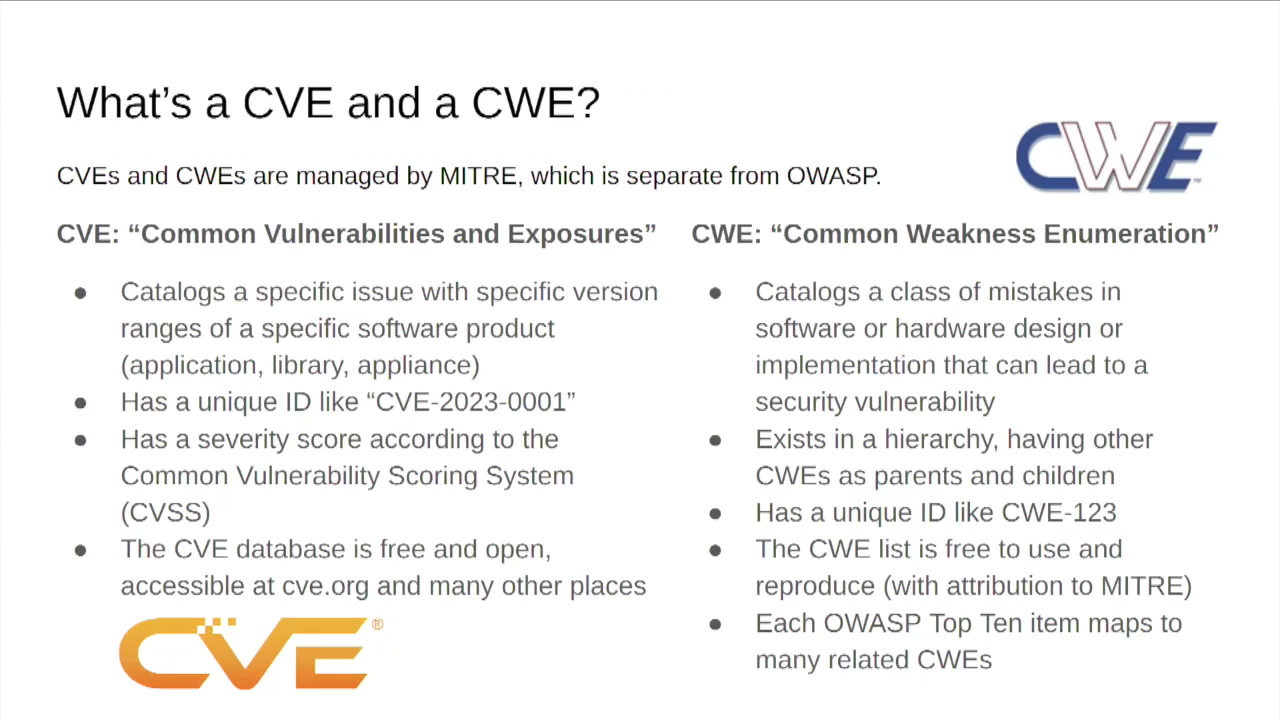 What’s a CVE and a CWE?
CWE
CVEs and CWEs are managed by MITRE, which is separate from OWASP.
CVE: “Common Vulnerabilities and Exposures”
● Catalogs a specific issue with specific version
ranges of a specific software product
(application, library, appliance)
● Has a unique ID like “CVE-2023-0001”
● Has a severity score according to the
Common Vulnerability Scoring System
(CVSS)
● The CVE database is free and open,
accessible at cve.org and many other places
CVE®
CWE: “Common Weakness Enumeration”
● Catalogs a class of mistakes in
software or hardware design or
implementation that can lead to a
security vulnerability
● Exists in a hierarchy, having other
CWEs as parents and children
● Has a unique ID like CWE-123
● The CWE list is free to use and
reproduce (with attribution to MITRE)
● Each OWASP Top Ten item maps to
many related CWEs